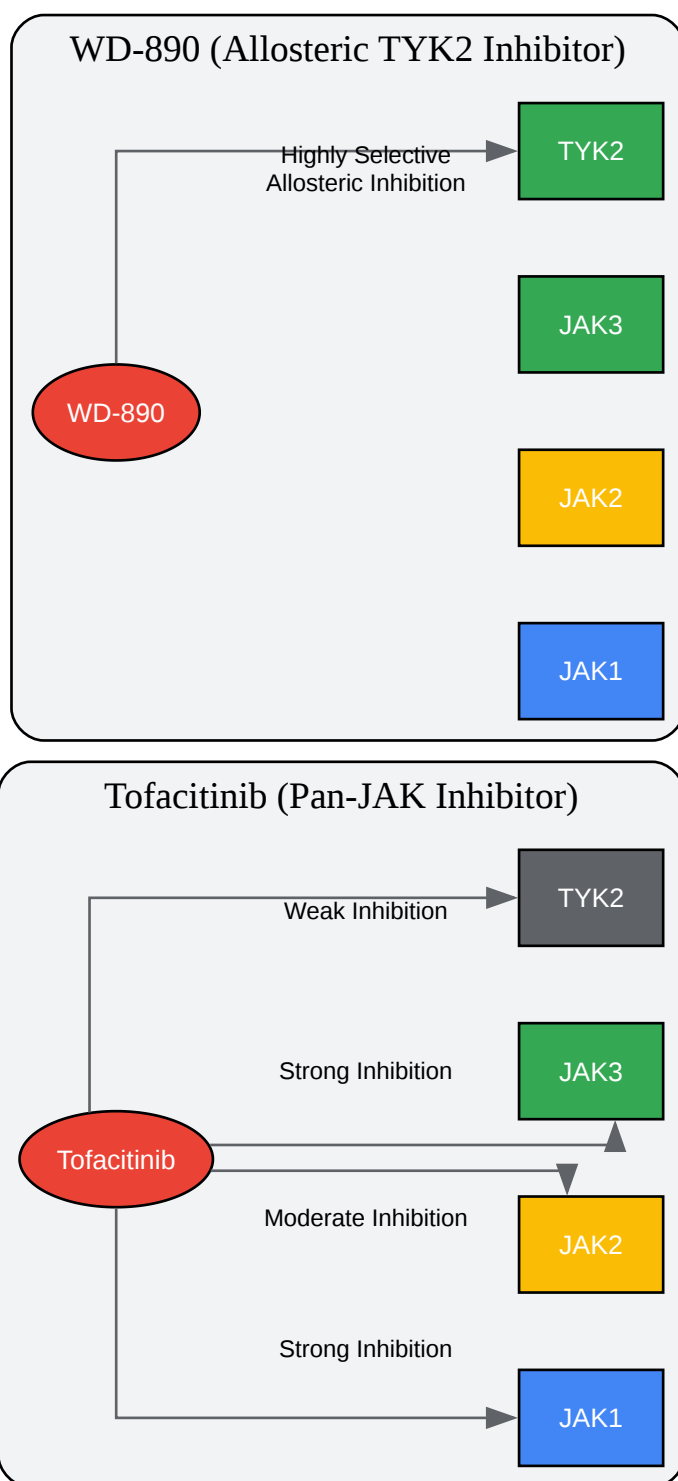 WD-890 (Allosteric TYK2 Inhibitor)
TYK2
Highly Selective
Allosteric Inhibition
JAK3
WD-890
JAK2
JAK1
Tofacitinib (Pan-JAK Inhibitor)
TYK2
Weak Inhibition
Strong Inhibition
JAK3
Tofacitinib
Moderate Inhibition
JAK2
Strong Inhibition
JAK1